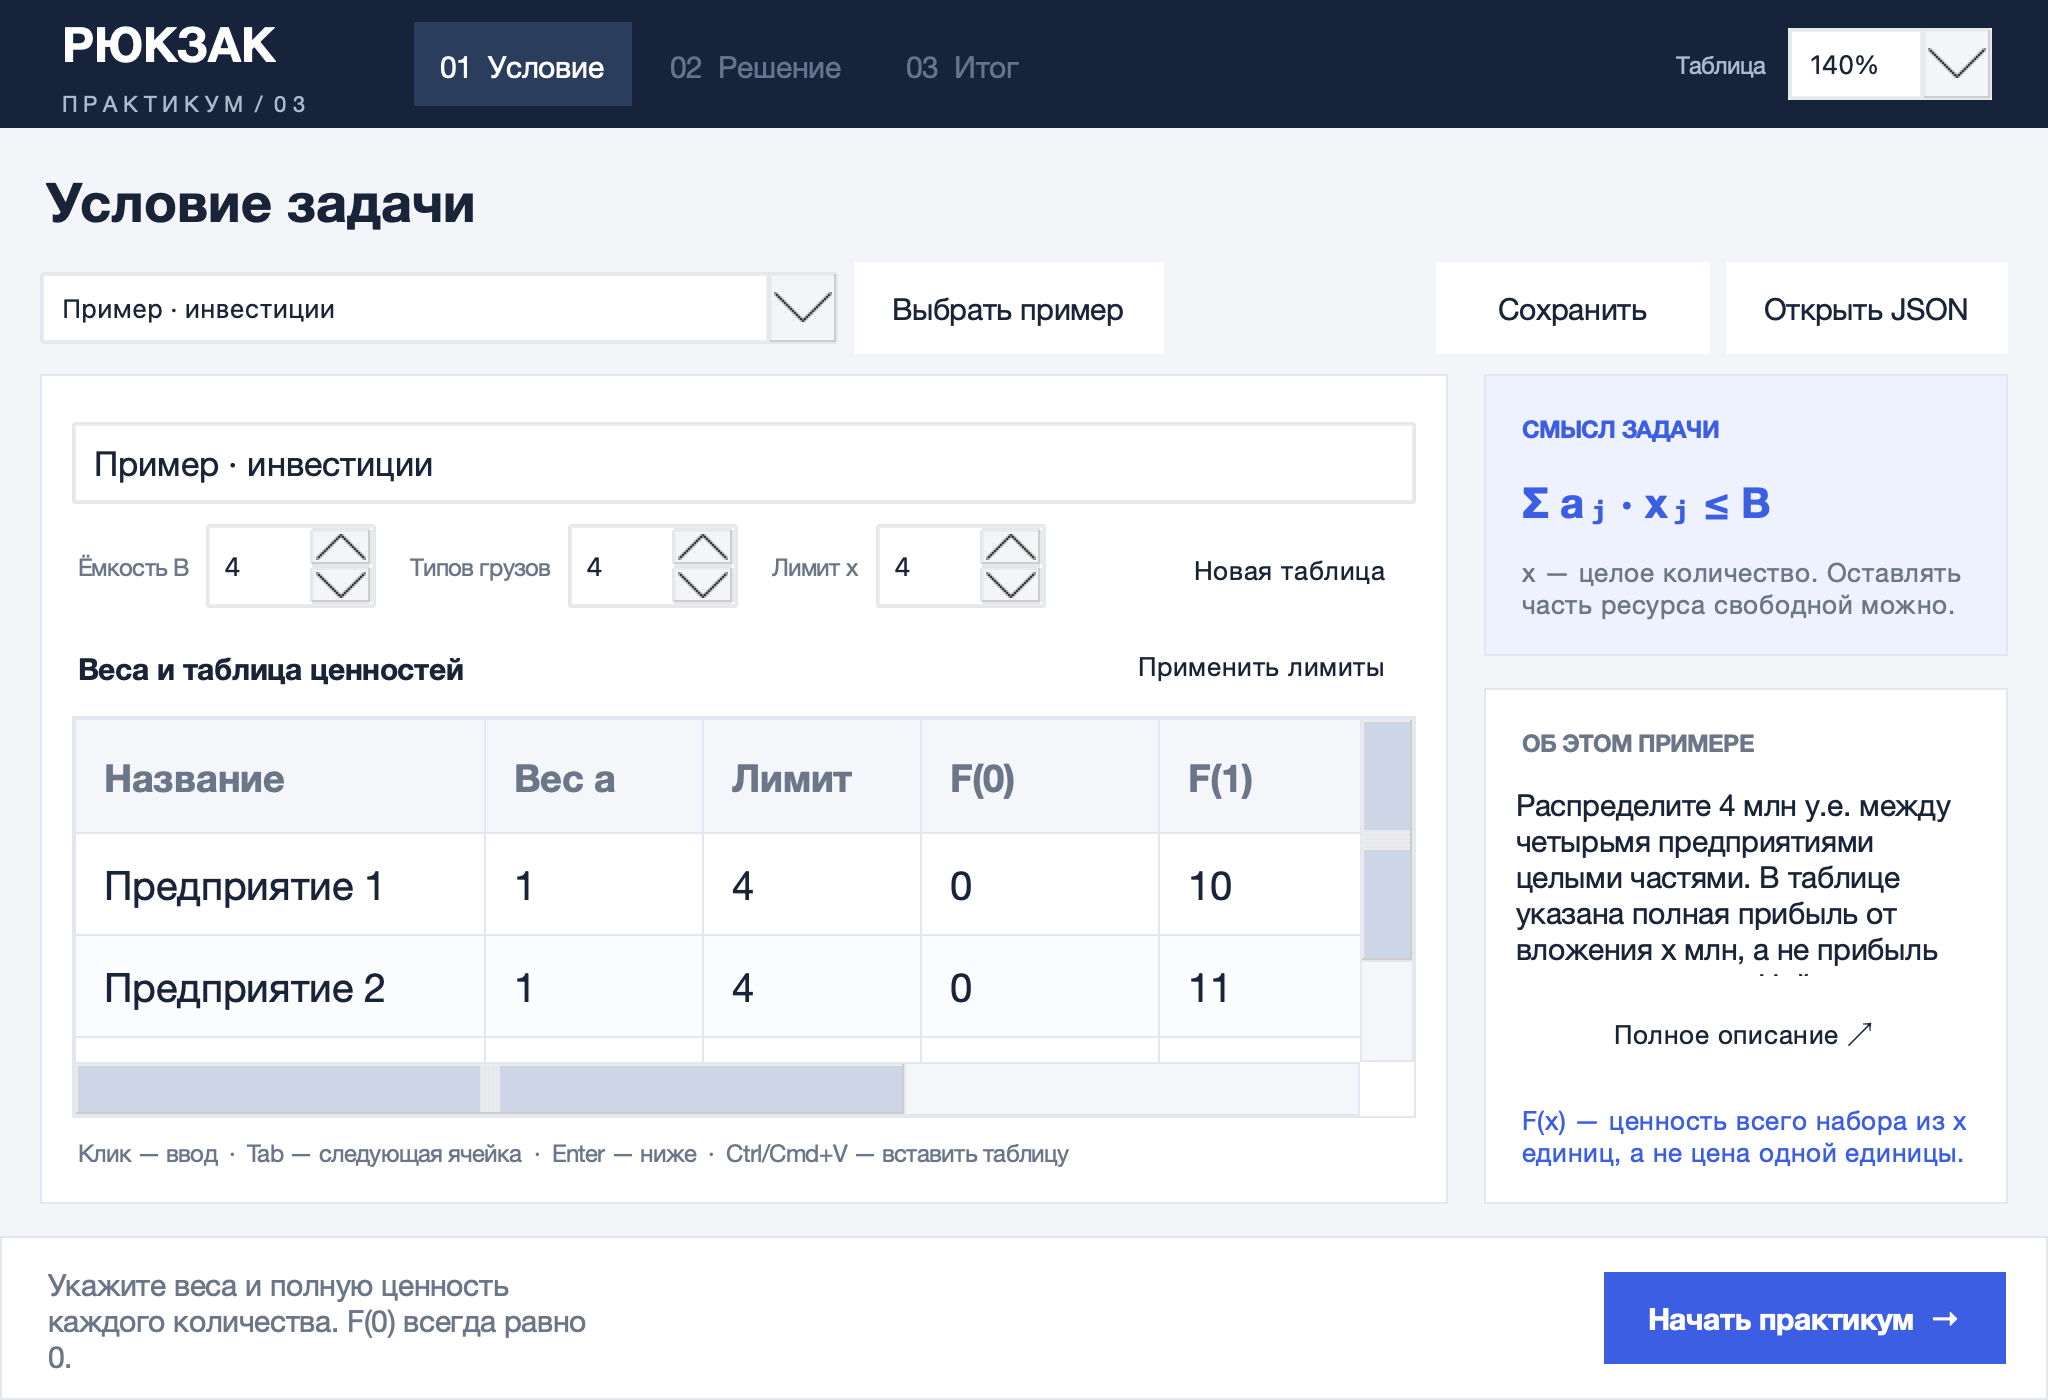 РЮКЗАК
ПРАКТИКУМ / 03
01 Условие
02 Решение
03 Итог
Таблица
140%
Условие задачи
Пример · инвестиции
Выбрать пример
Сохранить
Открыть JSON
Пример · инвестиции
Ёмкость B
4
Типов грузов
4
Лимит x
4
Новая таблица
Веса и таблица ценностей
Применить лимиты
Название Вес a Лимит F(0) F(1)
Предприятие 1 1 4 0 10
Предприятие 2 1 4 0 11
Клик — ввод · Tab — следующая ячейка · Enter — ниже · Ctrl/Cmd+V — вставить таблицу
СМЫСЛ ЗАДАЧИ
Σ aⱼ · xⱼ ≤ B
x — целое количество. Оставлять
часть ресурса свободной можно.
ОБ ЭТОМ ПРИМЕРЕ
Распределите 4 млн у.е. между
четырьмя предприятиями
целыми частями. В таблице
указана полная прибыль от
вложения x млн, а не прибыль
Полное описание ↗
F(x) — ценность всего набора из x
единиц, а не цена одной единицы.
Укажите веса и полную ценность
каждого количества. F(0) всегда равно
0.
Начать практикум →